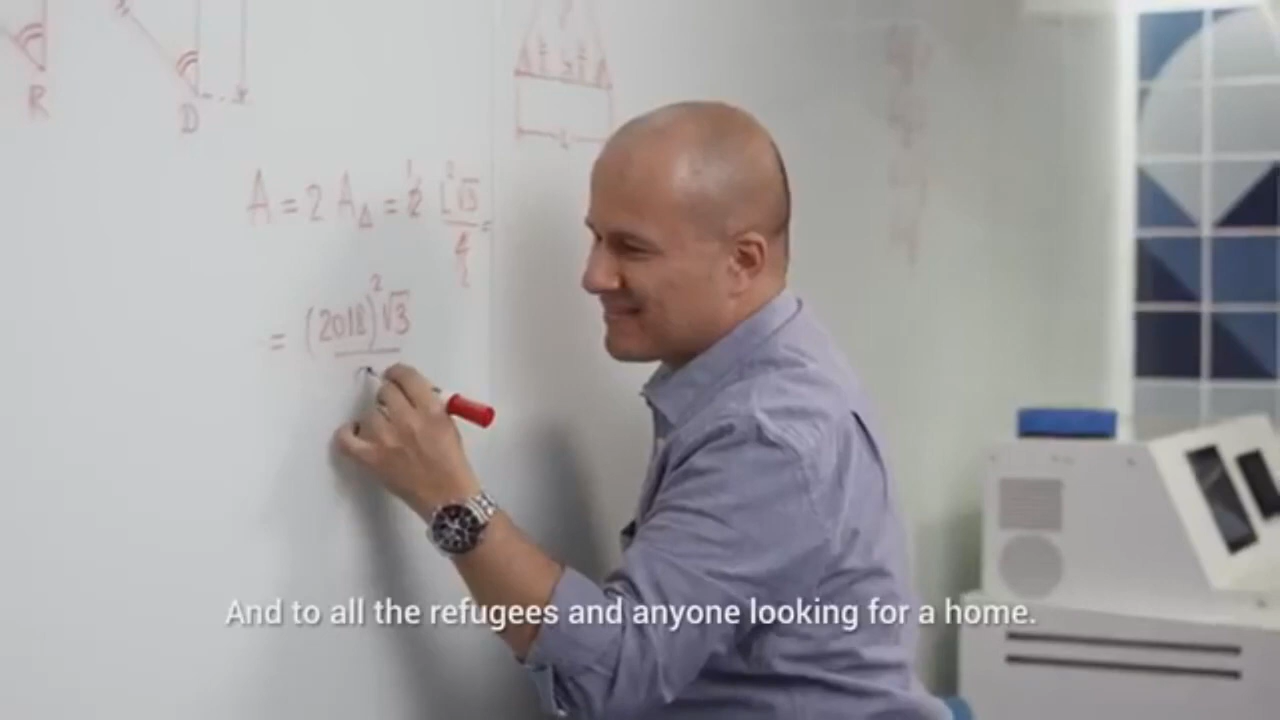 R
D
A = 2 A△ = 2 L²√3/4 =
= (2018)²√3
And to all the refugees and anyone looking for a home.